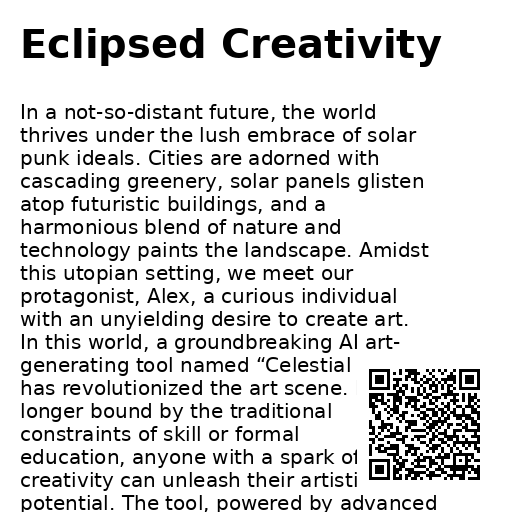 Eclipsed Creativity
In a not-so-distant future, the world
thrives under the lush embrace of solar
punk ideals. Cities are adorned with
cascading greenery, solar panels glisten
atop futuristic buildings, and a
harmonious blend of nature and
technology paints the landscape. Amidst
this utopian setting, we meet our
protagonist, Alex, a curious individual
with an unyielding desire to create art.
In this world, a groundbreaking AI art-
generating tool named “Celestial
has revolutionized the art scene.
longer bound by the traditional
constraints of skill or formal
education, anyone with a spark of
creativity can unleash their artisti
potential. The tool, powered by advanced